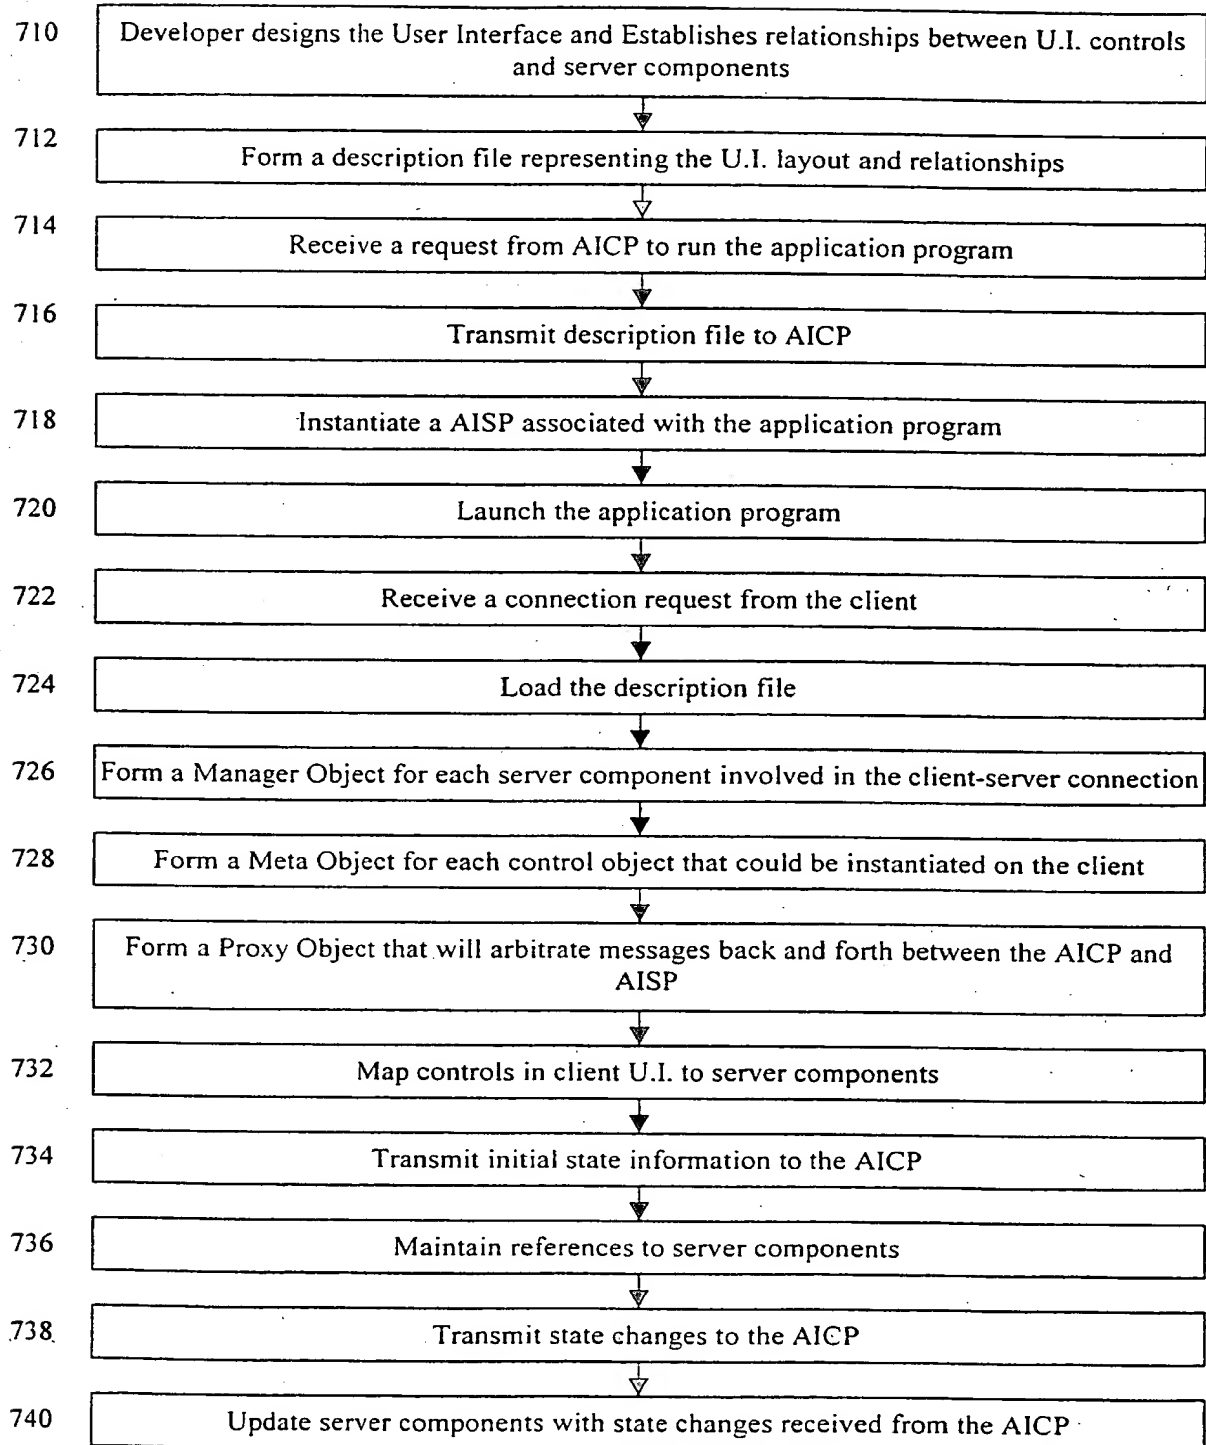 710
Developer designs the User Interface and Establishes relationships between U.I. controls
and server components
712
Form a description file representing the U.I. layout and relationships
714
Receive a request from AICP to run the application program
716
Transmit description file to AICP
718
Instantiate a AISP associated with the application program
720
Launch the application program
722
Receive a connection request from the client
724
Load the description file
726
Form a Manager Object for each server component involved in the client-server connection
728
Form a Meta Object for each control object that could be instantiated on the client
730
Form a Proxy Object that will arbitrate messages back and forth between the AICP and
AISP
732
Map controls in client U.I. to server components
734
Transmit initial state information to the AICP
736
Maintain references to server components
738
Transmit state changes to the AICP
740
Update server components with state changes received from the AICP